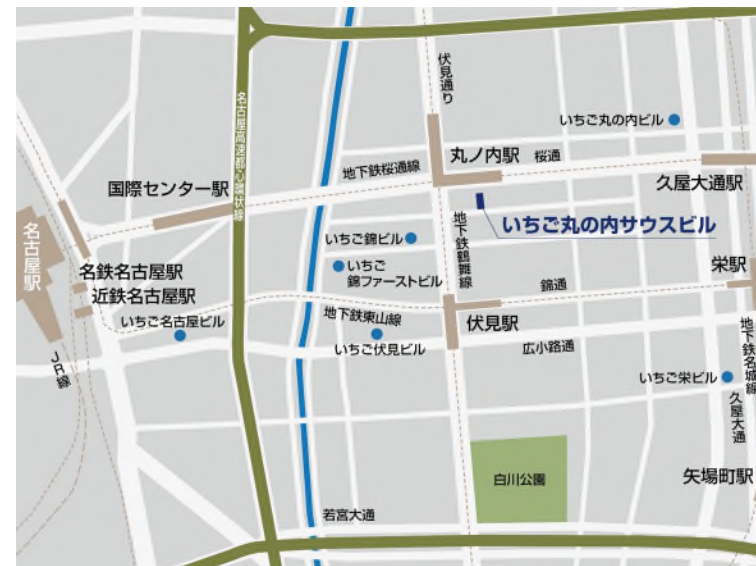 伏見通り
名古屋高速都心環状線
いちご丸の内ビル
丸ノ内駅
桜通
地下鉄桜通線
国際センター駅
久屋大通駅
いちご丸の内サウスビル
名古屋駅
地下鉄鶴舞線
いちご錦ビル
いちご
錦ファーストビル
栄駅
名鉄名古屋駅
近鉄名古屋駅
錦通
いちご名古屋ビル
地下鉄東山線
伏見駅
いちご伏見ビル
広小路通
地下鉄名城線
JR線
いちご栄ビル
久屋大通
白川公園
矢場町駅
若宮大通